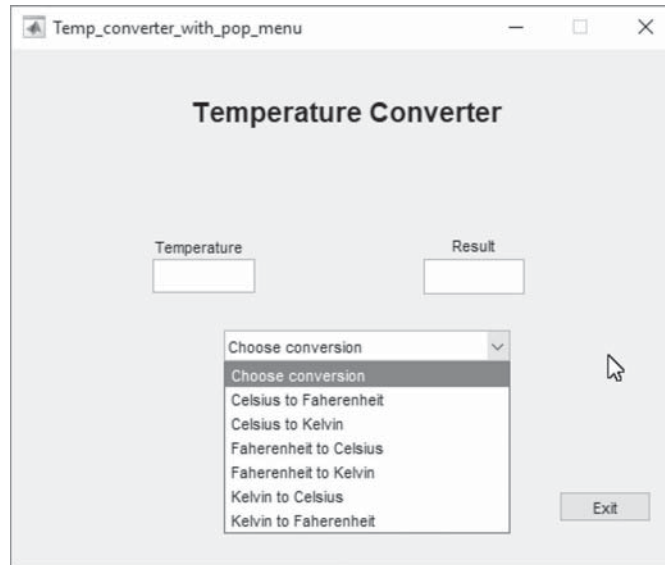 Temp_converter_with_pop_menu
Temperature Converter
Temperature
Result
Choose conversion
Choose conversion
Celsius to Faherenheit
Celsius to Kelvin
Faherenheit to Celsius
Faherenheit to Kelvin
Kelvin to Celsius
Kelvin to Faherenheit
Exit